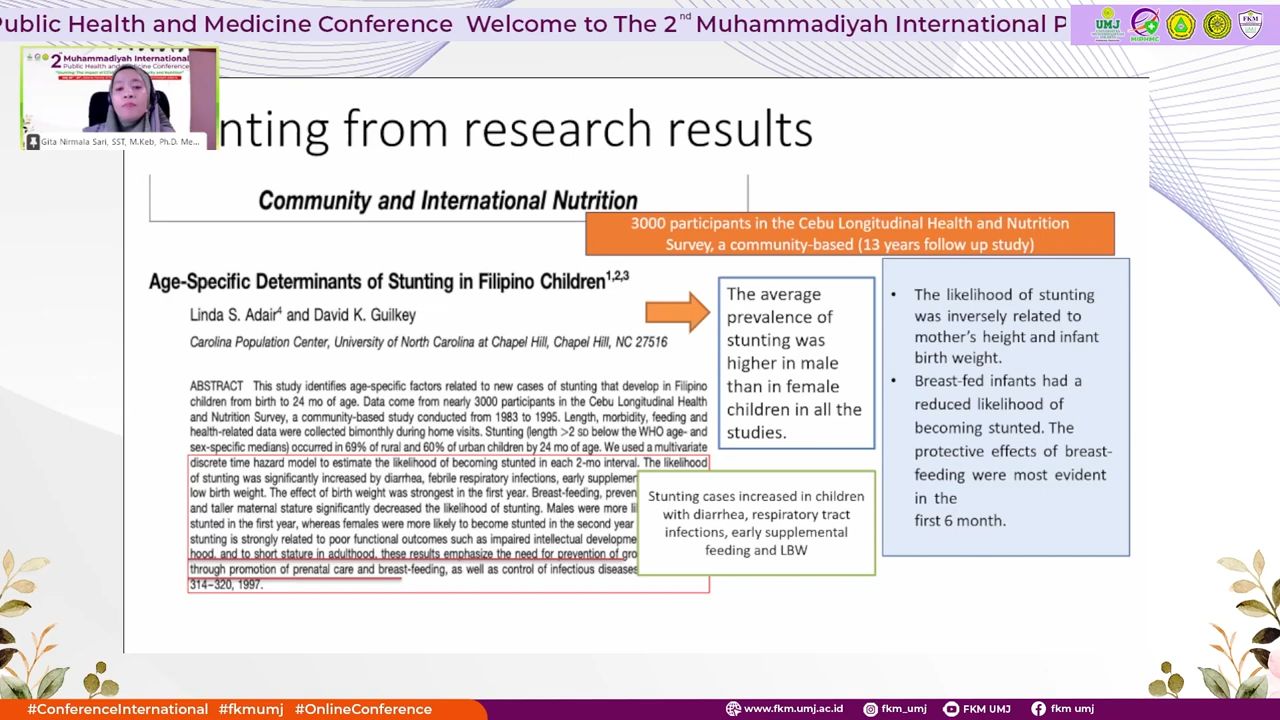 Public Health and Medicine Conference Welcome to The 2nd Muhammadiyah International P
UMJ
MIPHMC
FKM
2 Muhammadiyah International
Public Health and Medicine Conference
Gita Nirmala Sari, SST, M.Keb, Ph.D. Me...
nting from research results
Community and International Nutrition
3000 participants in the Cebu Longitudinal Health and Nutrition
Survey, a community-based (13 years follow up study)
Age-Specific Determinants of Stunting in Filipino Children1,2,3
Linda S. Adair4 and David K. Guilkey
Carolina Population Center, University of North Carolina at Chapel Hill, Chapel Hill, NC 27516
ABSTRACT This study identifies age-specific factors related to new cases of stunting that develop in Filipino
children from birth to 24 mo of age. Data come from nearly 3000 participants in the Cebu Longitudinal Health
and Nutrition Survey, a community-based study conducted from 1983 to 1995. Length, morbidity, feeding and
health-related data were collected bimonthly during home visits. Stunting (length >2 SD below the WHO age- and
sex-specific medians) occurred in 69% of rural and 60% of urban children by 24 mo of age. We used a multivariate
discrete time hazard model to estimate the likelihood of becoming stunted in each 2-mo interval. The likelihood
of stunting was significantly increased by diarrhea, febrile respiratory infections, early supplemen
low birth weight. The effect of birth weight was strongest in the first year. Breast-feeding, preven
and taller maternal stature significantly decreased the likelihood of stunting. Males were more li
stunted in the first year, whereas females were more likely to become stunted in the second year
stunting is strongly related to poor functional outcomes such as impaired intellectual developme
hood, and to short stature in adulthood, these results emphasize the need for prevention of gro
through promotion of prenatal care and breast-feeding, as well as control of infectious diseases
314–320, 1997.
The average
prevalence of
stunting was
higher in male
than in female
children in all the
studies.
Stunting cases increased in children
with diarrhea, respiratory tract
infections, early supplemental
feeding and LBW
• The likelihood of stunting
was inversely related to
mother's height and infant
birth weight.
• Breast-fed infants had a
reduced likelihood of
becoming stunted. The
protective effects of breast-
feeding were most evident
in the
first 6 month.
#ConferenceInternational #fkmumj #OnlineConference
www.fkm.umj.ac.id
fkm_umj
FKM UMJ
fkm umj